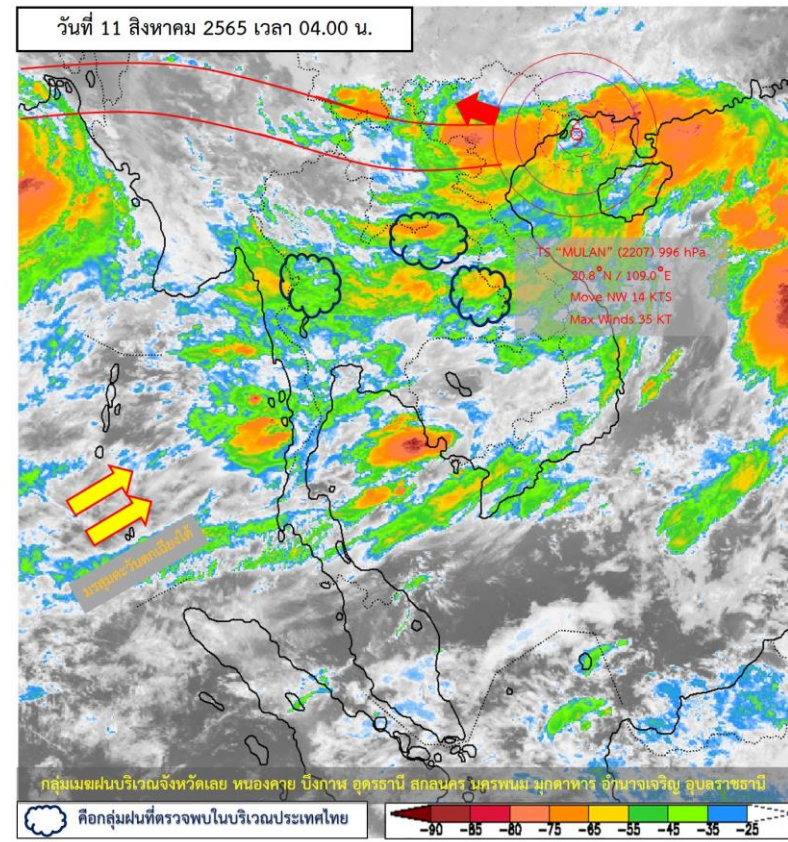 วันที่ 11 สิงหาคม 2565 เวลา 04.00 น.
TS "MULAN" (2207) 996 hPa
20.8°N / 109.0°E
Move NW 14 KTS
Max Winds 35 KT
มรสุมตะวันตกเฉียงใต้
กลุ่มเมฆฝนบริเวณจังหวัดเลย หนองคาย บึงกาฬ อุดรธานี สกลนคร นครพนม มุกดาหาร อำนาจเจริญ อุบลราชธานี
คือกลุ่มฝนที่ตรวจพบในบริเวณประเทศไทย
-90 -85 -80 -75 -65 -55 -45 -35 -25